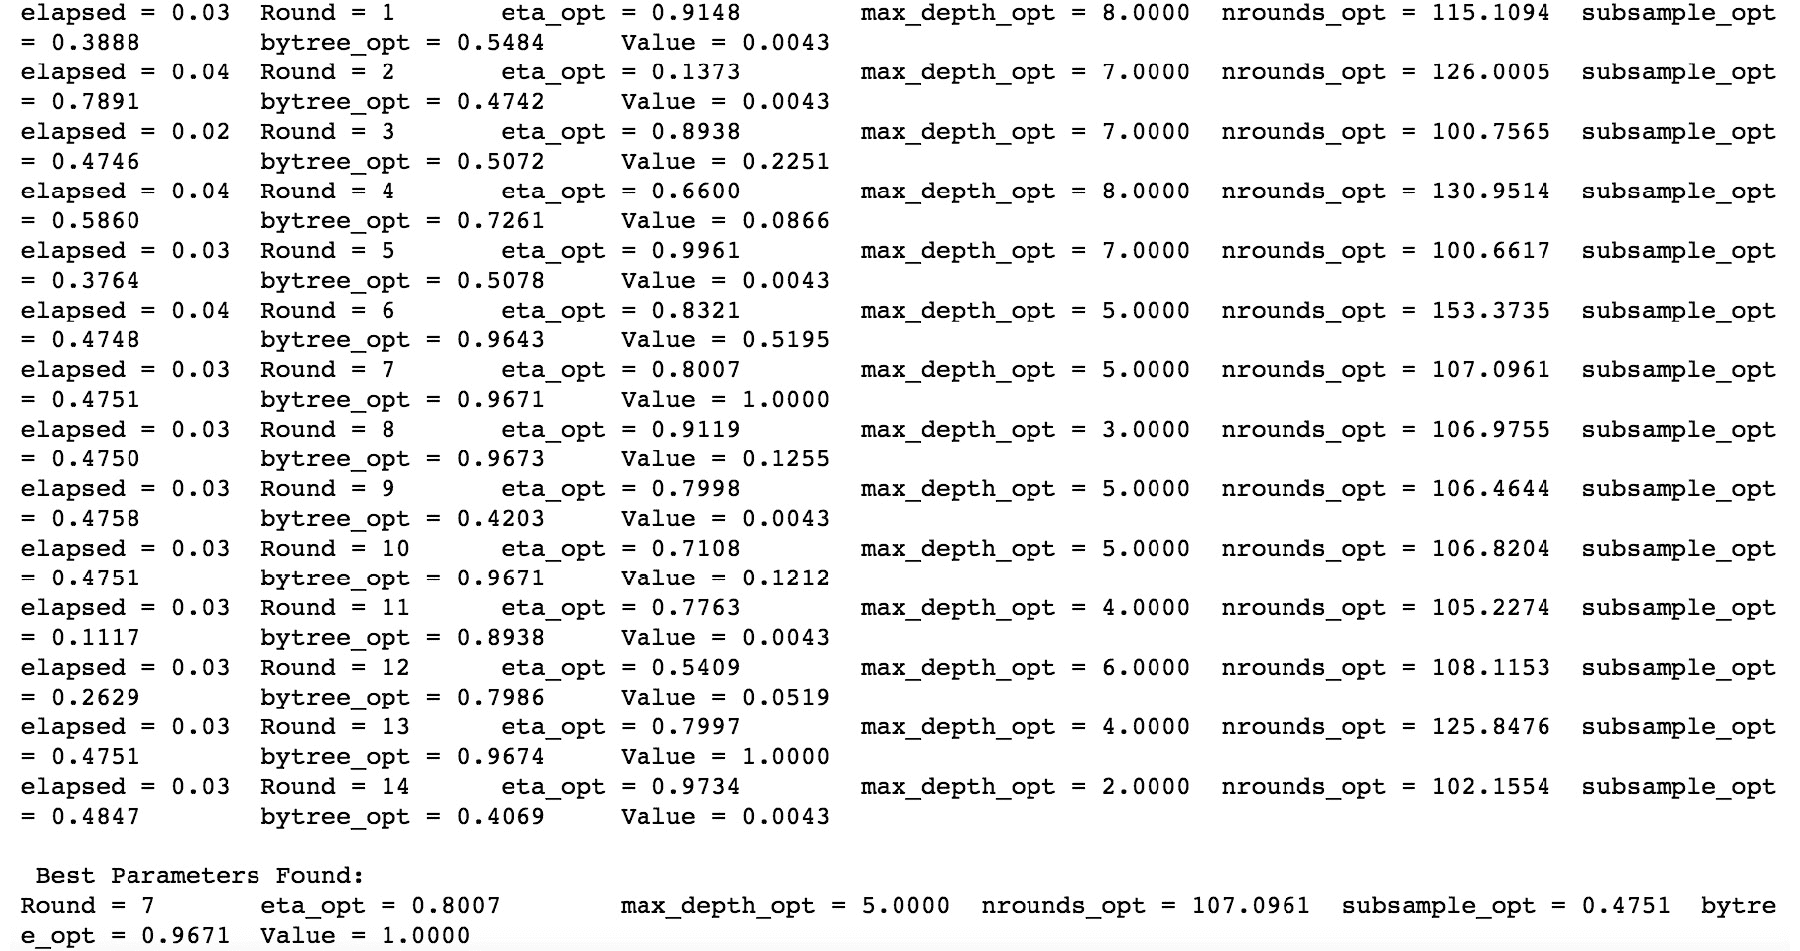 elapsed = 0.03 Round = 1 eta_opt = 0.9148 max_depth_opt = 8.0000 nrounds_opt = 115.1094 subsample_opt
= 0.3888 bytree_opt = 0.5484 Value = 0.0043
elapsed = 0.04 Round = 2 eta_opt = 0.1373 max_depth_opt = 7.0000 nrounds_opt = 126.0005 subsample_opt
= 0.7891 bytree_opt = 0.4742 Value = 0.0043
elapsed = 0.02 Round = 3 eta_opt = 0.8938 max_depth_opt = 7.0000 nrounds_opt = 100.7565 subsample_opt
= 0.4746 bytree_opt = 0.5072 Value = 0.2251
elapsed = 0.04 Round = 4 eta_opt = 0.6600 max_depth_opt = 8.0000 nrounds_opt = 130.9514 subsample_opt
= 0.5860 bytree_opt = 0.7261 Value = 0.0866
elapsed = 0.03 Round = 5 eta_opt = 0.9961 max_depth_opt = 7.0000 nrounds_opt = 100.6617 subsample_opt
= 0.3764 bytree_opt = 0.5078 Value = 0.0043
elapsed = 0.04 Round = 6 eta_opt = 0.8321 max_depth_opt = 5.0000 nrounds_opt = 153.3735 subsample_opt
= 0.4748 bytree_opt = 0.9643 Value = 0.5195
elapsed = 0.03 Round = 7 eta_opt = 0.8007 max_depth_opt = 5.0000 nrounds_opt = 107.0961 subsample_opt
= 0.4751 bytree_opt = 0.9671 Value = 1.0000
elapsed = 0.03 Round = 8 eta_opt = 0.9119 max_depth_opt = 3.0000 nrounds_opt = 106.9755 subsample_opt
= 0.4750 bytree_opt = 0.9673 Value = 0.1255
elapsed = 0.03 Round = 9 eta_opt = 0.7998 max_depth_opt = 5.0000 nrounds_opt = 106.4644 subsample_opt
= 0.4758 bytree_opt = 0.4203 Value = 0.0043
elapsed = 0.03 Round = 10 eta_opt = 0.7108 max_depth_opt = 5.0000 nrounds_opt = 106.8204 subsample_opt
= 0.4751 bytree_opt = 0.9671 Value = 0.1212
elapsed = 0.03 Round = 11 eta_opt = 0.7763 max_depth_opt = 4.0000 nrounds_opt = 105.2274 subsample_opt
= 0.1117 bytree_opt = 0.8938 Value = 0.0043
elapsed = 0.03 Round = 12 eta_opt = 0.5409 max_depth_opt = 6.0000 nrounds_opt = 108.1153 subsample_opt
= 0.2629 bytree_opt = 0.7986 Value = 0.0519
elapsed = 0.03 Round = 13 eta_opt = 0.7997 max_depth_opt = 4.0000 nrounds_opt = 125.8476 subsample_opt
= 0.4751 bytree_opt = 0.9674 Value = 1.0000
elapsed = 0.03 Round = 14 eta_opt = 0.9734 max_depth_opt = 2.0000 nrounds_opt = 102.1554 subsample_opt
= 0.4847 bytree_opt = 0.4069 Value = 0.0043
Best Parameters Found:
Round = 7 eta_opt = 0.8007 max_depth_opt = 5.0000 nrounds_opt = 107.0961 subsample_opt = 0.4751 bytre
e_opt = 0.9671 Value = 1.0000